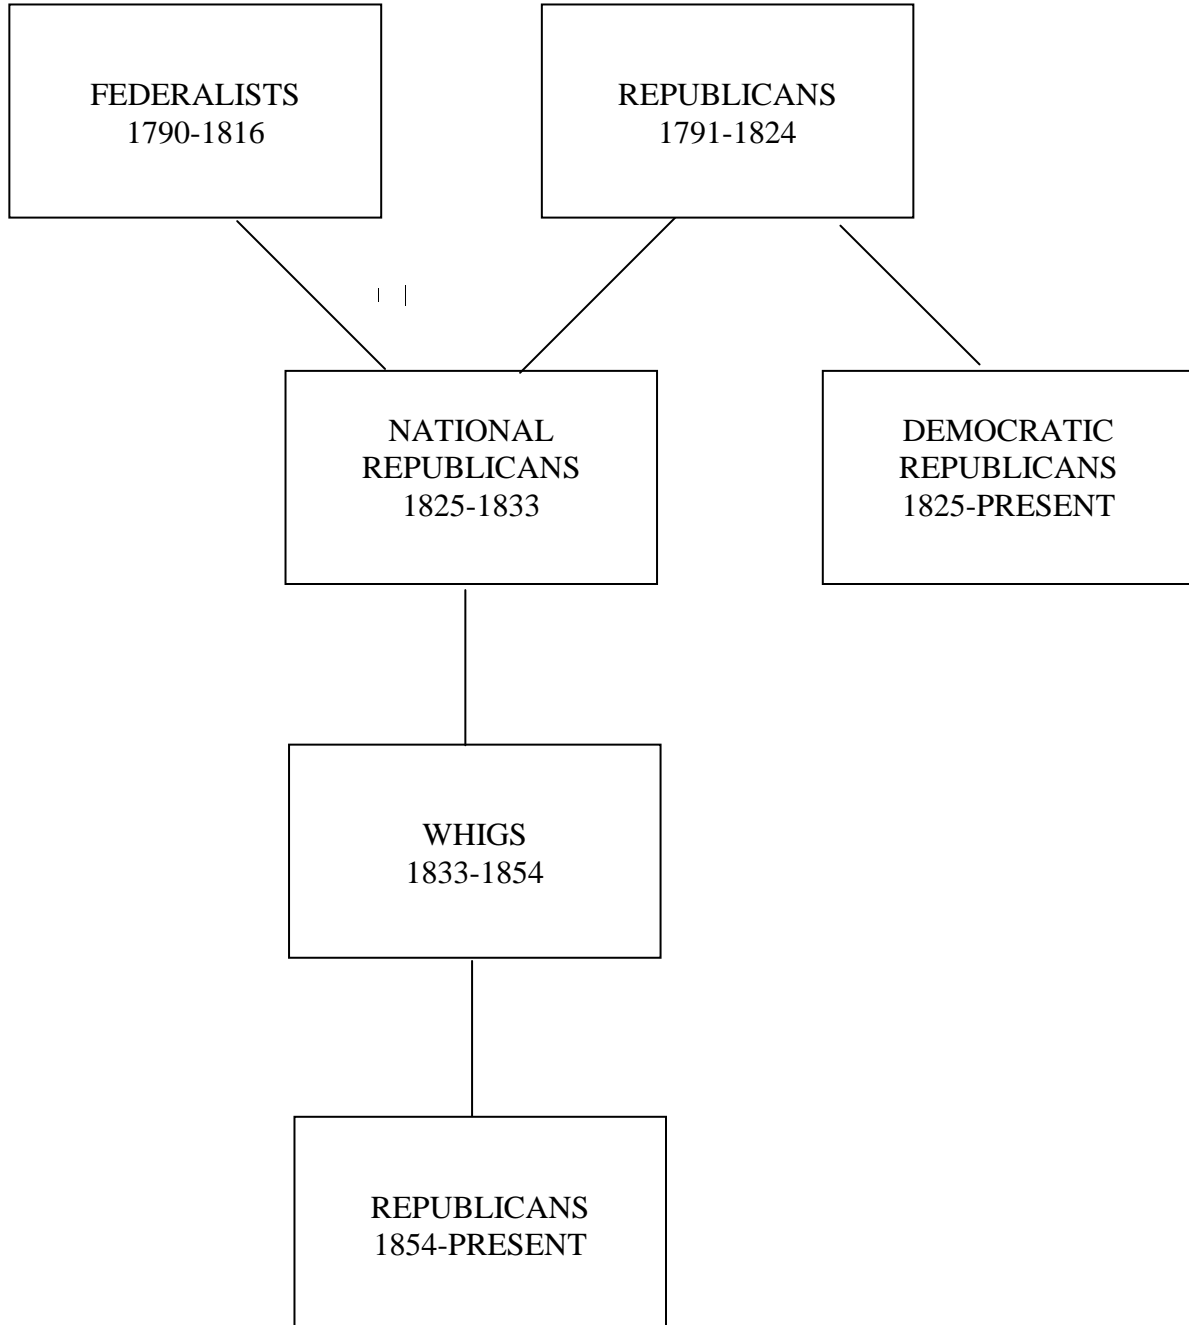 FEDERALISTS
1790-1816
REPUBLICANS
1791-1824
NATIONAL
REPUBLICANS
1825-1833
DEMOCRATIC
REPUBLICANS
1825-PRESENT
WHIGS
1833-1854
REPUBLICANS
1854-PRESENT